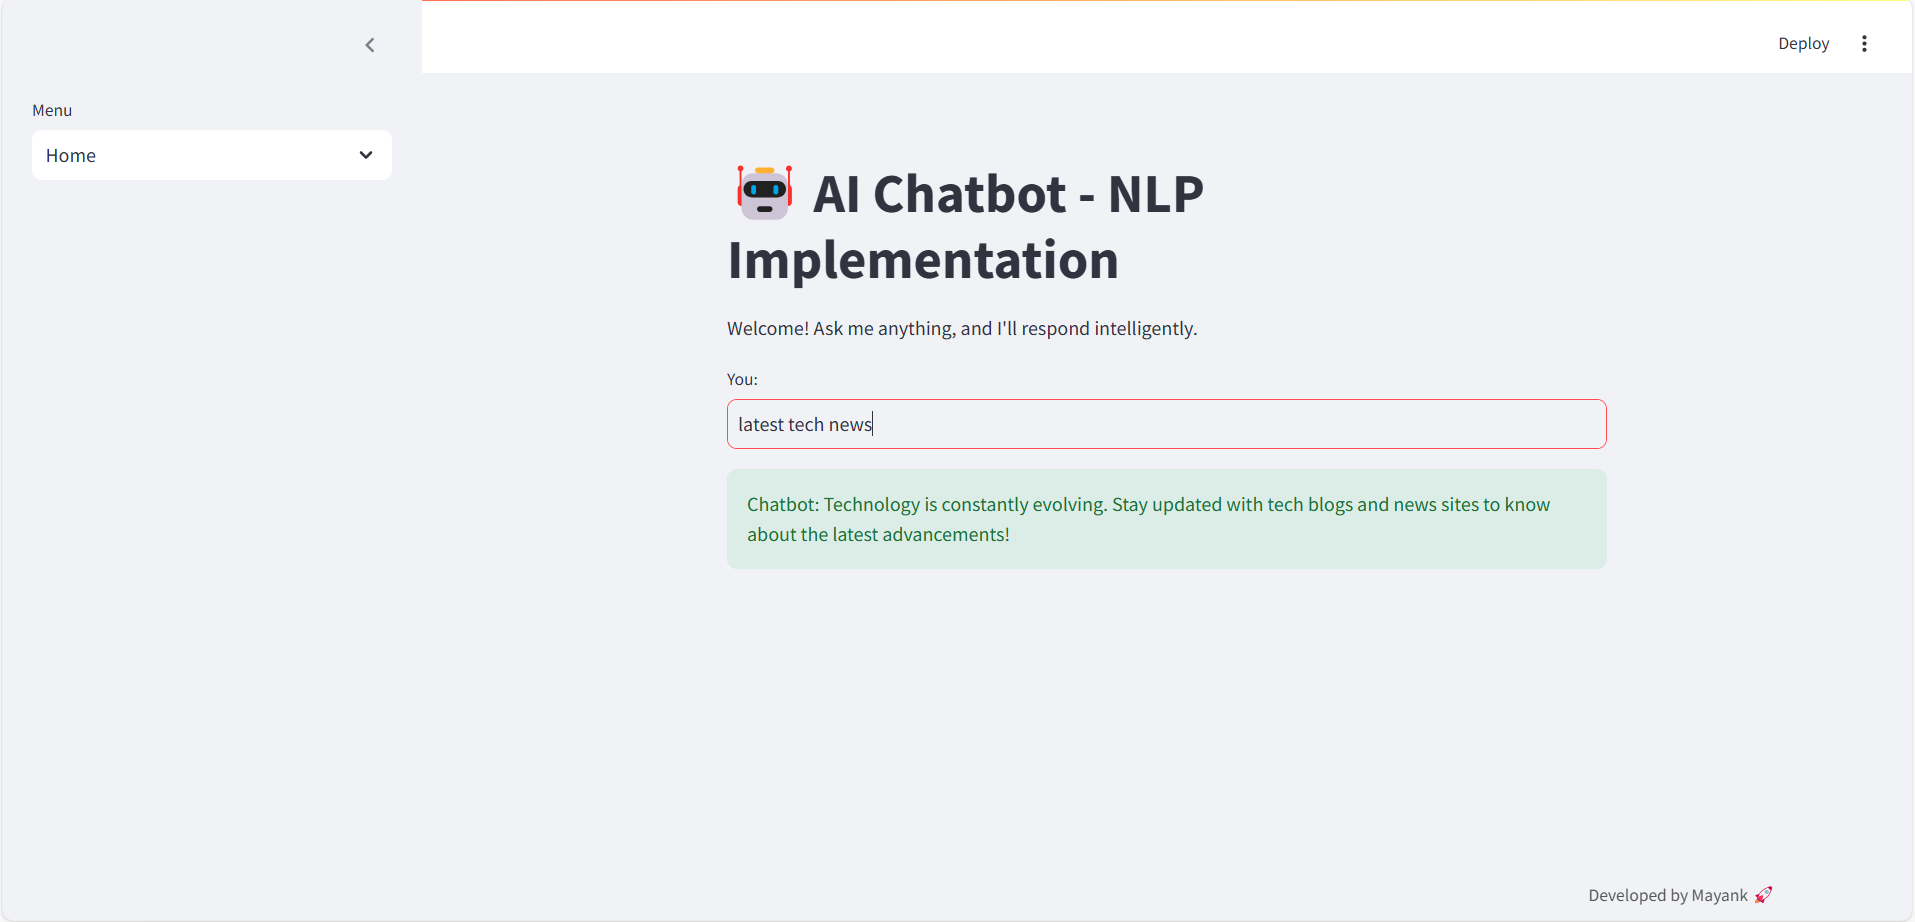 Deploy
Menu
Home
AI Chatbot - NLP
Implementation
Welcome! Ask me anything, and I'll respond intelligently.
You:
latest tech news
Chatbot: Technology is constantly evolving. Stay updated with tech blogs and news sites to know
about the latest advancements!
Developed by Mayank 🚀